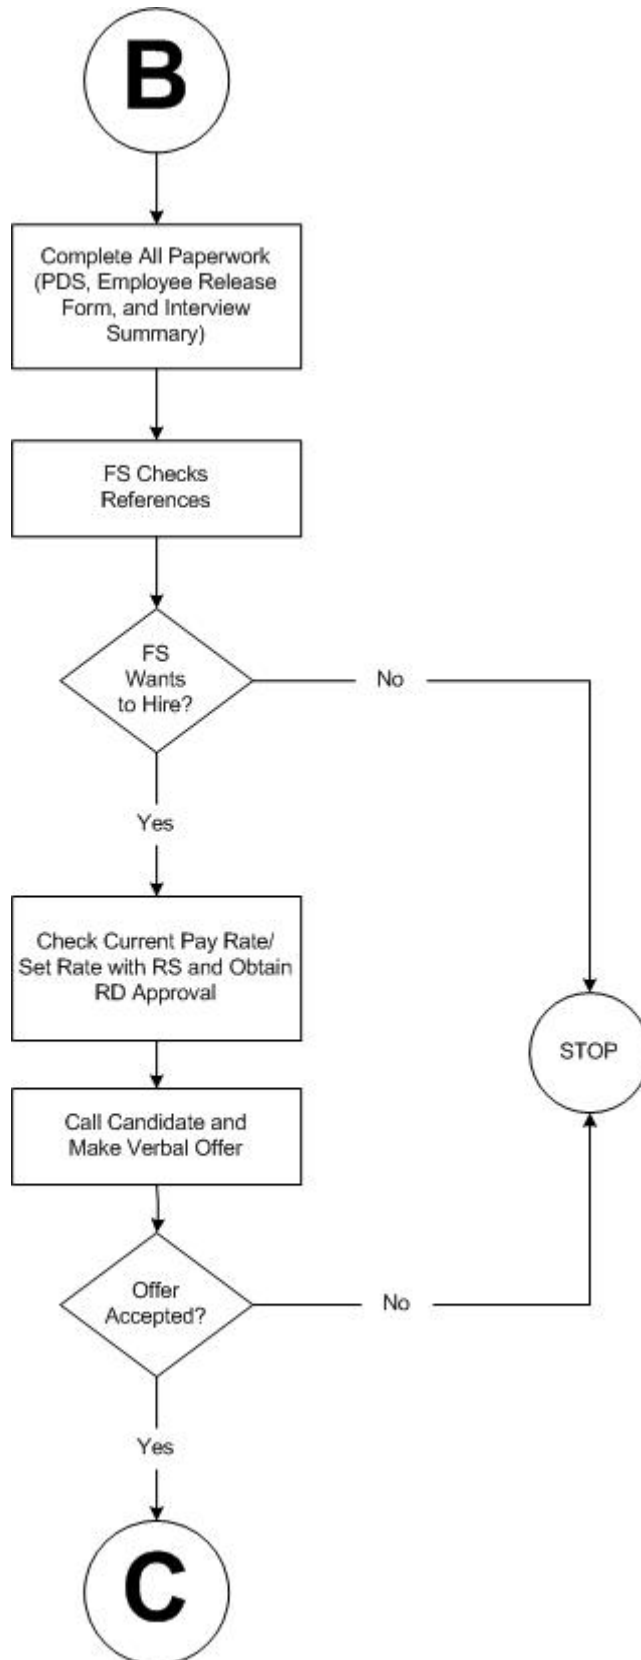 B
Complete All Paperwork
(PDS, Employee Release
Form, and Interview
Summary)
FS Checks
References
FS
Wants
to Hire?
No
Yes
Check Current Pay Rate/
Set Rate with RS and Obtain
RD Approval
STOP
Call Candidate and
Make Verbal Offer
Offer
Accepted?
No
Yes
C